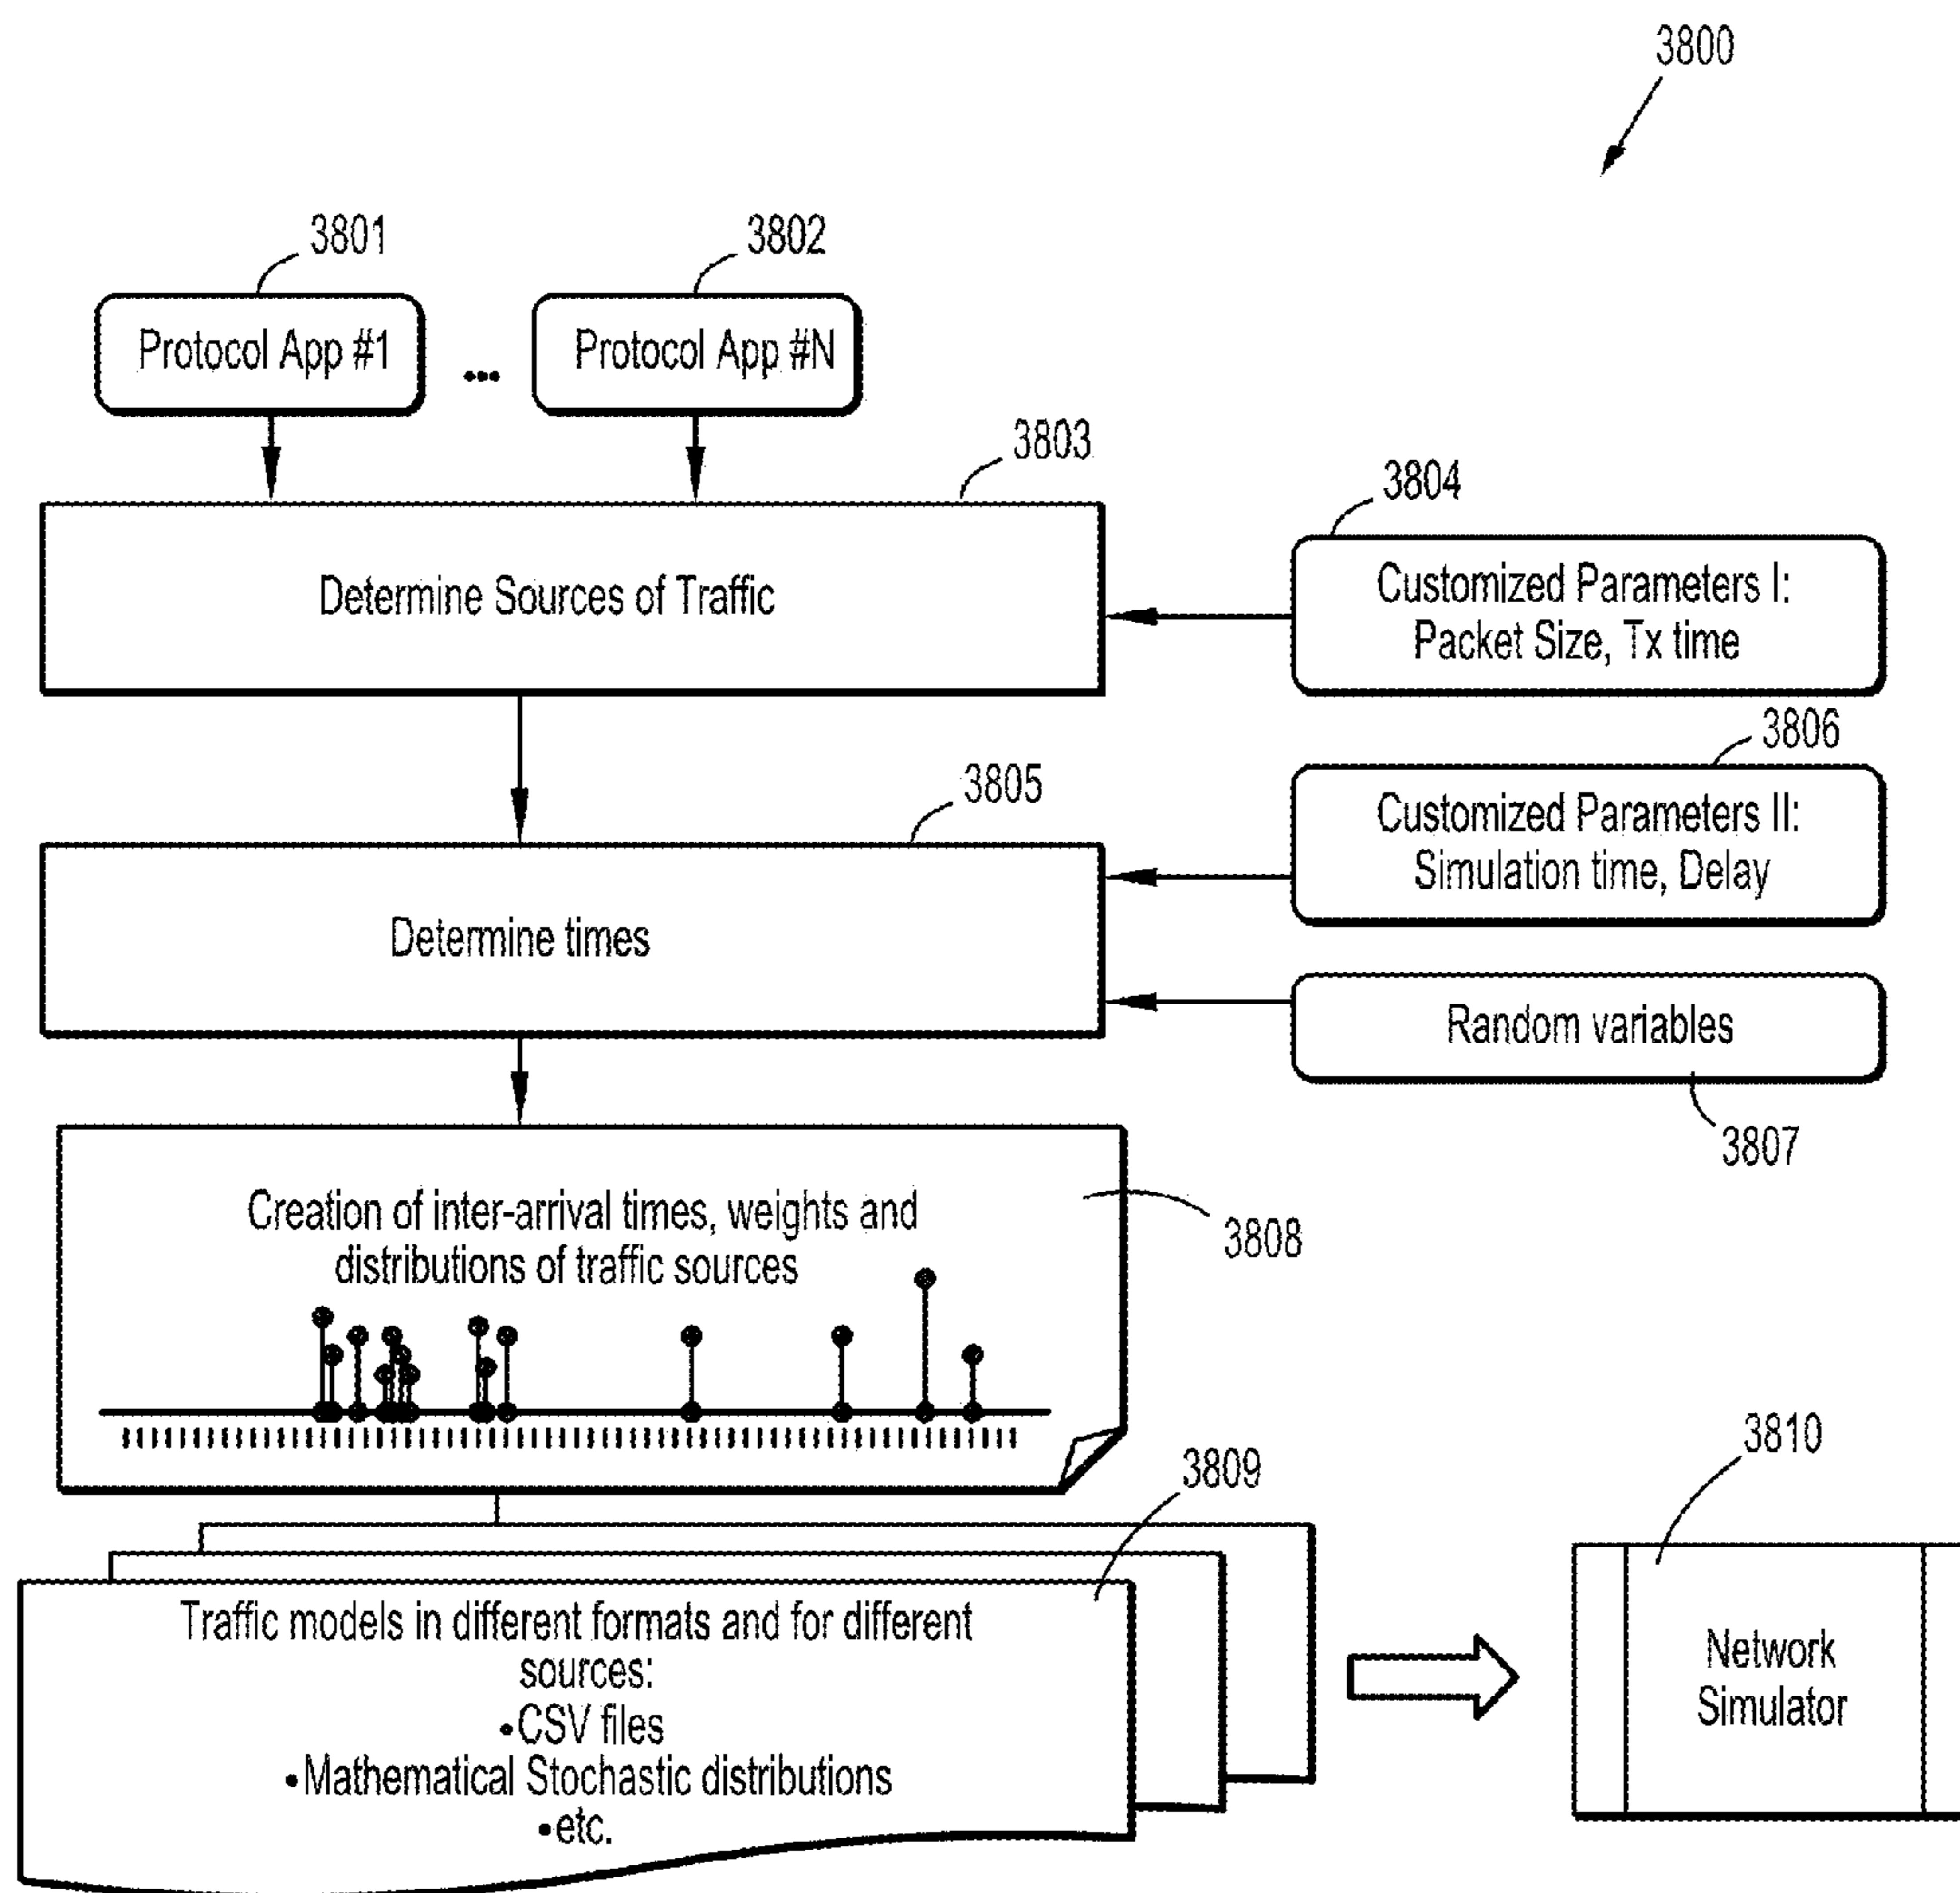 3800
3801
3802
Protocol App #1
...
Protocol App #N
3803
3804
Determine Sources of Traffic
Customized Parameters I:
Packet Size, Tx time
3805
3806
Determine times
Customized Parameters II:
Simulation time, Delay
Random variables
3807
Creation of inter-arrival times, weights and
distributions of traffic sources
3808
3809
3810
Traffic models in different formats and for different
sources:
•CSV files
•Mathematical Stochastic distributions
•etc.
Network
Simulator